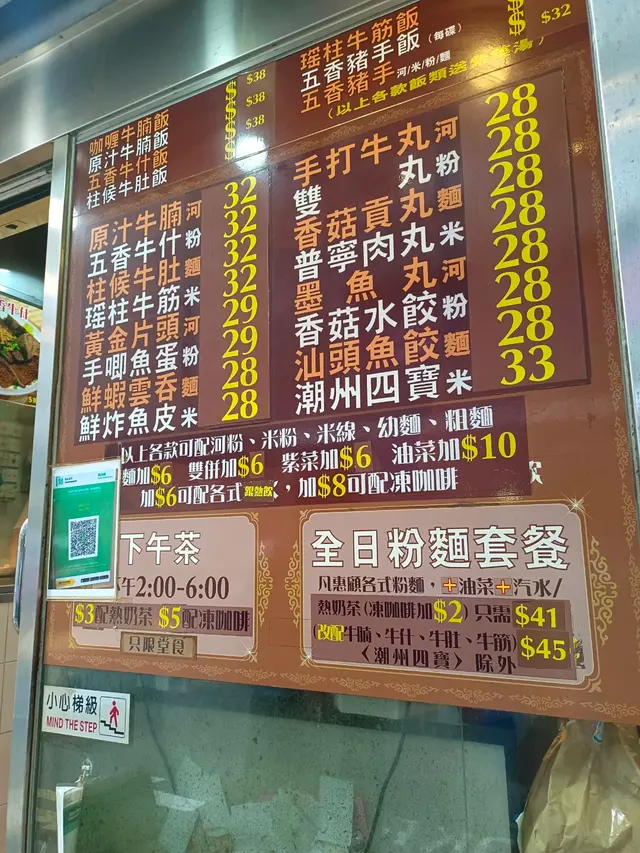 咖喱牛腩飯 $38
原汁牛腩飯 $38
五香牛什飯 $38
柱候牛肚飯 $
瑤柱牛筋飯 $
五香豬手飯 $32
五香豬手 (每碟) 河/米/粉/麵
(以上各款飯類送湯)
原汁牛腩河 32
五香牛什粉 32
柱候牛肚麵 32
瑤柱牛筋米 32
黃金片頭河 29
手唧魚蛋粉 29
鮮蝦雲吞麵 28
鮮炸魚皮米 28
手打牛丸河 28
雙丸粉 28
香菇貢丸麵 28
普寧肉丸米 28
墨魚丸河 28
香菇水餃粉 28
汕頭魚餃麵 28
潮州四寶米 33
以上各款可配河粉、米粉、米線、幼麵、粗麵
麵加$6 雙併加$6 紫菜加$6 油菜加$10
加$6可配各式熱飲，加$8可配凍咖啡
下午茶
下午2:00-6:00
$3配熱奶茶 $5配凍咖啡
只限堂食
全日粉麵套餐
凡惠顧各式粉麵，+油菜+汽水/
熱奶茶(凍咖啡加$2)只需$41
(改配牛腩、牛什、牛肚、牛筋)$45
〈潮州四寶〉除外
小心梯級
MIND THE STEP